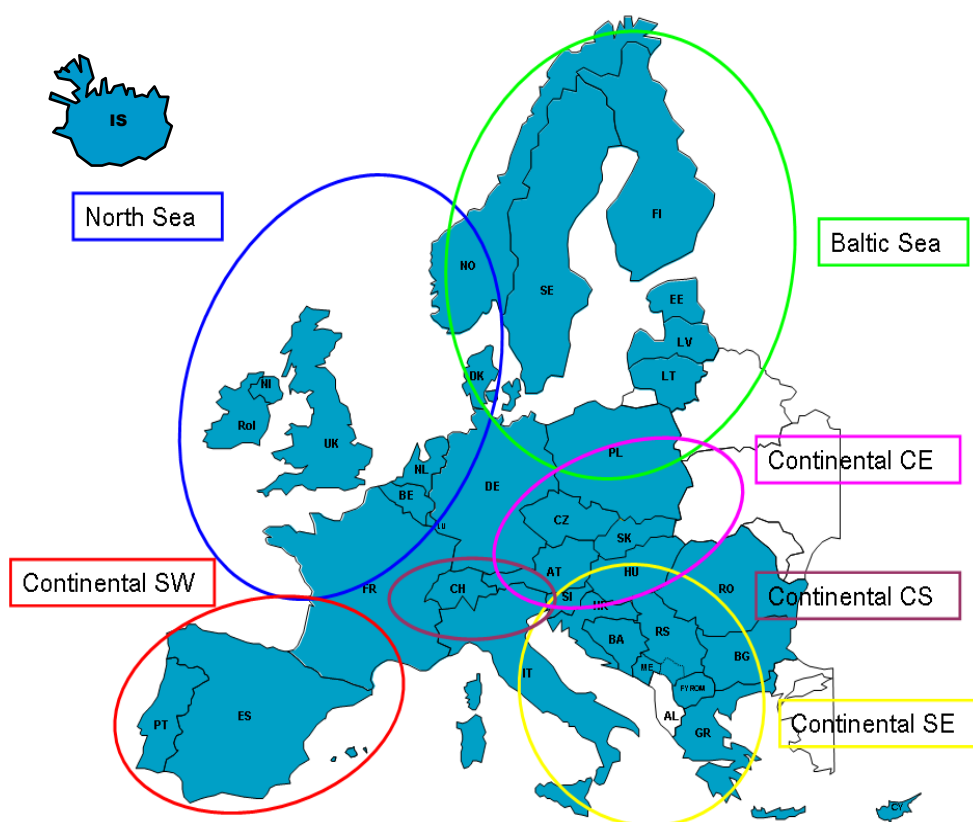 IS
North Sea
FI
Baltic Sea
NO
SE
EE
LV
DK
LT
NI
RoI
UK
PL
Continental CE
NL
DE
BE
CZ
LU
SK
AT
HU
Continental SW
FR
CH
SI
RO
Continental CS
HR
BA
RS
BG
ME
IT
FYROM
PT
ES
AL
GR
Continental SE
CY